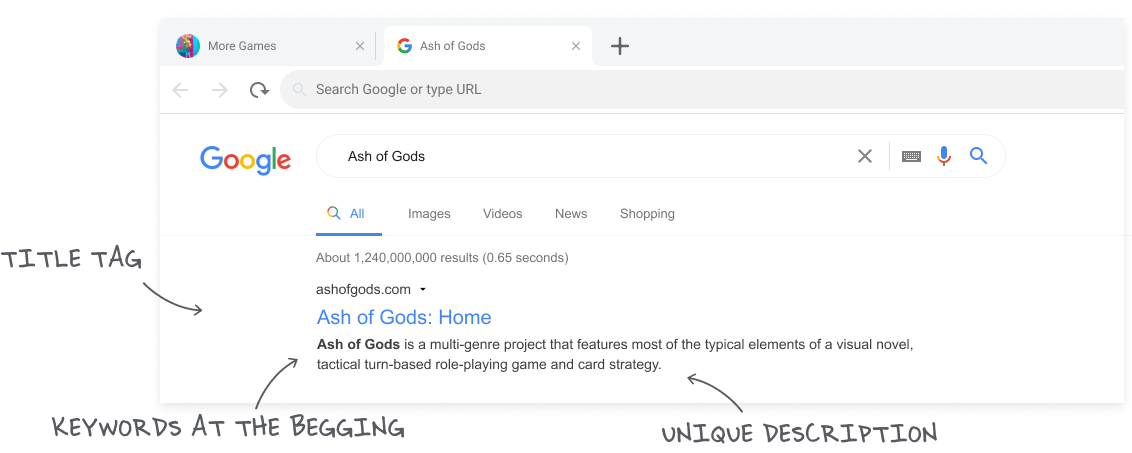 More Games
Ash of Gods
Search Google or type URL
Google
Ash of Gods
All Images Videos News Shopping
About 1,240,000,000 results (0.65 seconds)
TITLE TAG
ashofgods.com
Ash of Gods: Home
Ash of Gods is a multi-genre project that features most of the typical elements of a visual novel,
tactical turn-based role-playing game and card strategy.
KEYWORDS AT THE BEGGING
UNIQUE DESCRIPTION